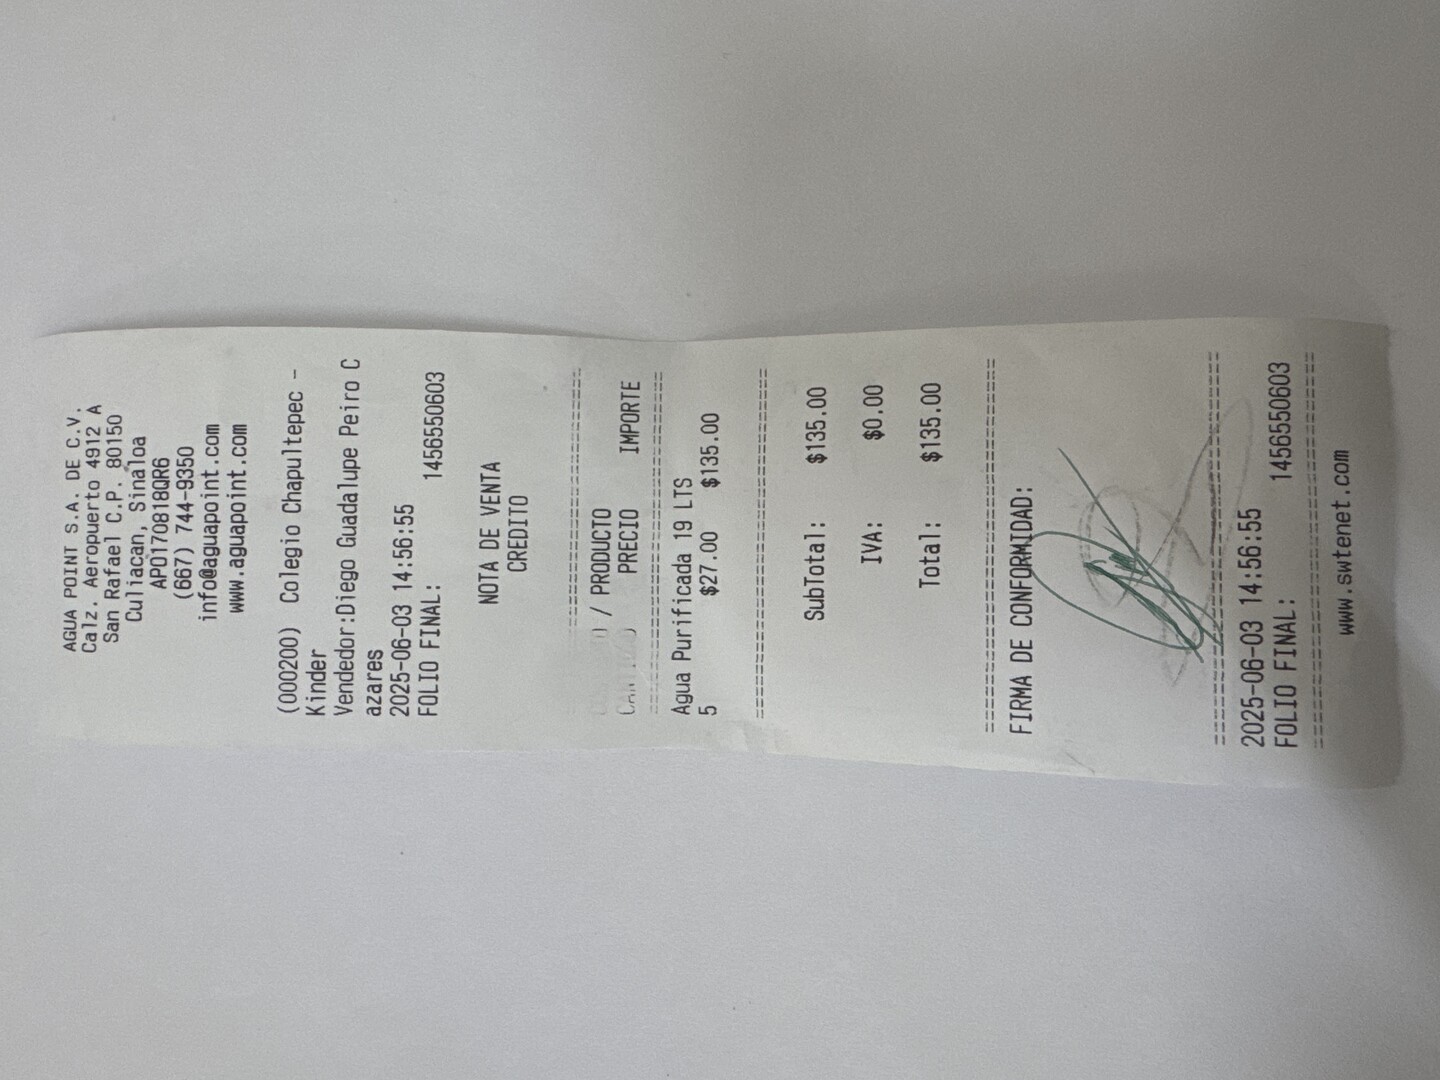 AGUA POINT S.A. DE C.V.
Calz. Aeropuerto 4912 A
San Rafael C.P. 80150
Culiacan, Sinaloa
APO170818QR6
(667) 744-9350
info@aguapoint.com
www.aguapoint.com
(000200) Colegio Chapultepec -
Kinder
Vendedor:Diego Guadalupe Peiro C
azares
2025-06-03 14:56:55
FOLIO FINAL: 1456550603
NOTA DE VENTA
CREDITO
================================
/ PRODUCTO
PRECIO IMPORTE
================================
Agua Purificada 19 LTS
5 $27.00 $135.00
================================
SubTotal: $135.00
IVA: $0.00
Total: $135.00
================================
FIRMA DE CONFORMIDAD:
================================
2025-06-03 14:56:55
FOLIO FINAL: 1456550603
================================
www.swtenet.com